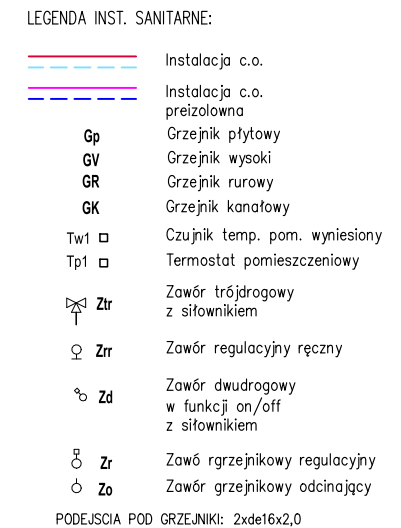 LEGENDA INST. SANITARNE:
Instalacja c.o.
Instalacja c.o.
preizolowna
Gp Grzejnik płytowy
GV Grzejnik wysoki
GR Grzejnik rurowy
GK Grzejnik kanałowy
Tw1 Czujnik temp. pom. wyniesiony
Tp1 Termostat pomieszczeniowy
Ztr Zawór trójdrogowy
z siłownikiem
Zrr Zawór regulacyjny ręczny
Zd Zawór dwudrogowy
w funkcji on/off
z siłownikiem
Zr Zawó rgrzejnikowy regulacyjny
Zo Zawór grzejnikowy odcinający
PODEJSCIA POD GRZEJNIKI: 2xde16x2,0